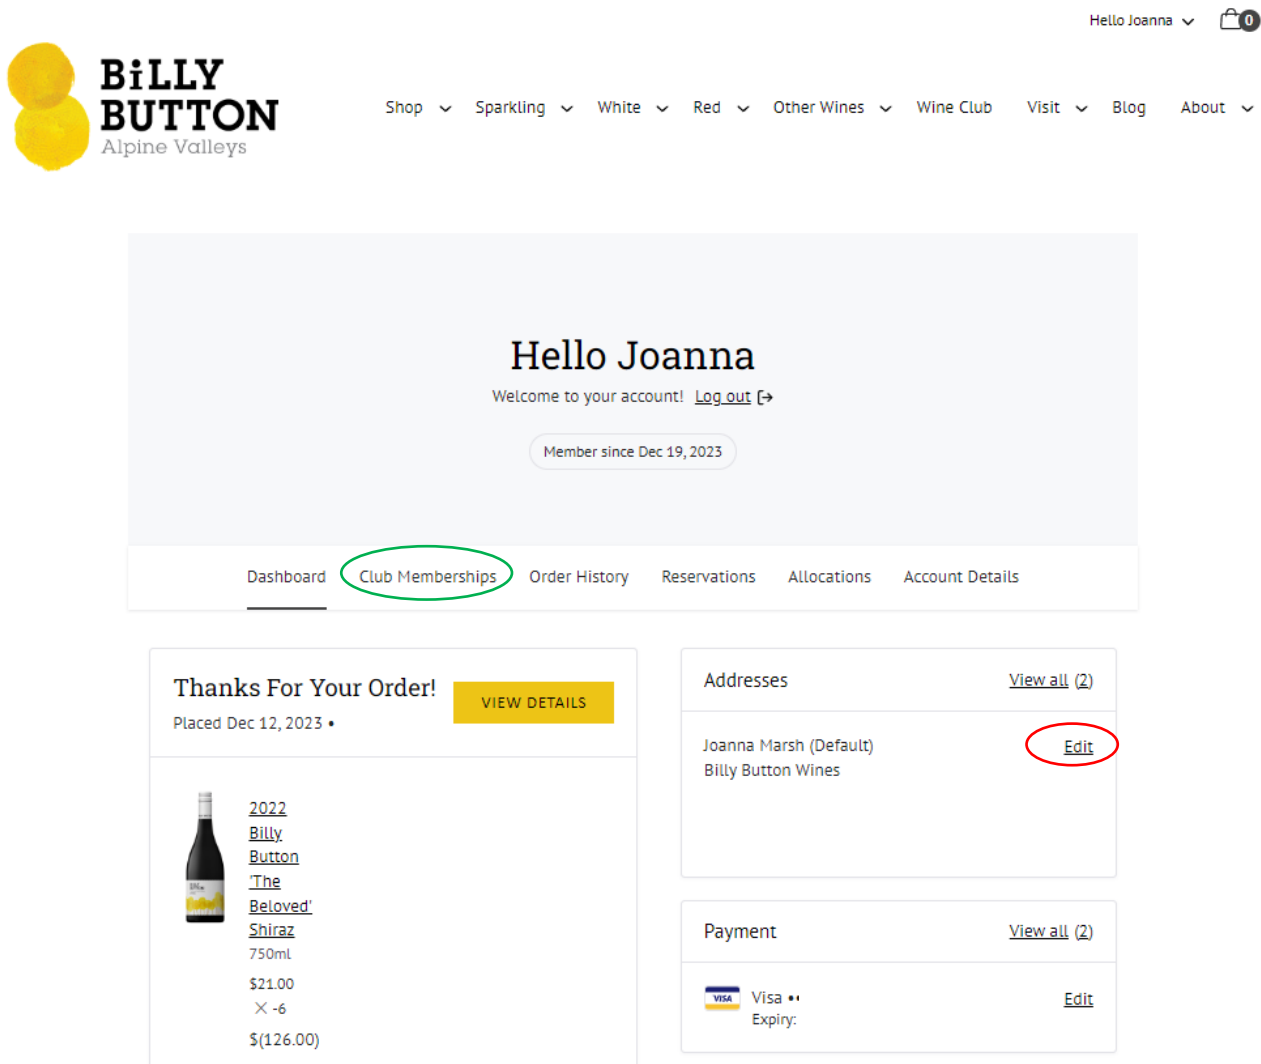 Hello Joanna
0
BiLLY
BUTTON
Alpine Valleys
Shop Sparkling White Red Other Wines Wine Club Visit Blog About
Hello Joanna
Welcome to your account! Log out
Member since Dec 19, 2023
Dashboard Club Memberships Order History Reservations Allocations Account Details
Thanks For Your Order!
VIEW DETAILS
Placed Dec 12, 2023 •
2022
Billy
Button
'The
Beloved'
Shiraz
750ml
$21.00
× -6
$(126.00)
Addresses View all (2)
Joanna Marsh (Default) Edit
Billy Button Wines
Payment View all (2)
VISA Visa •• Edit
Expiry: